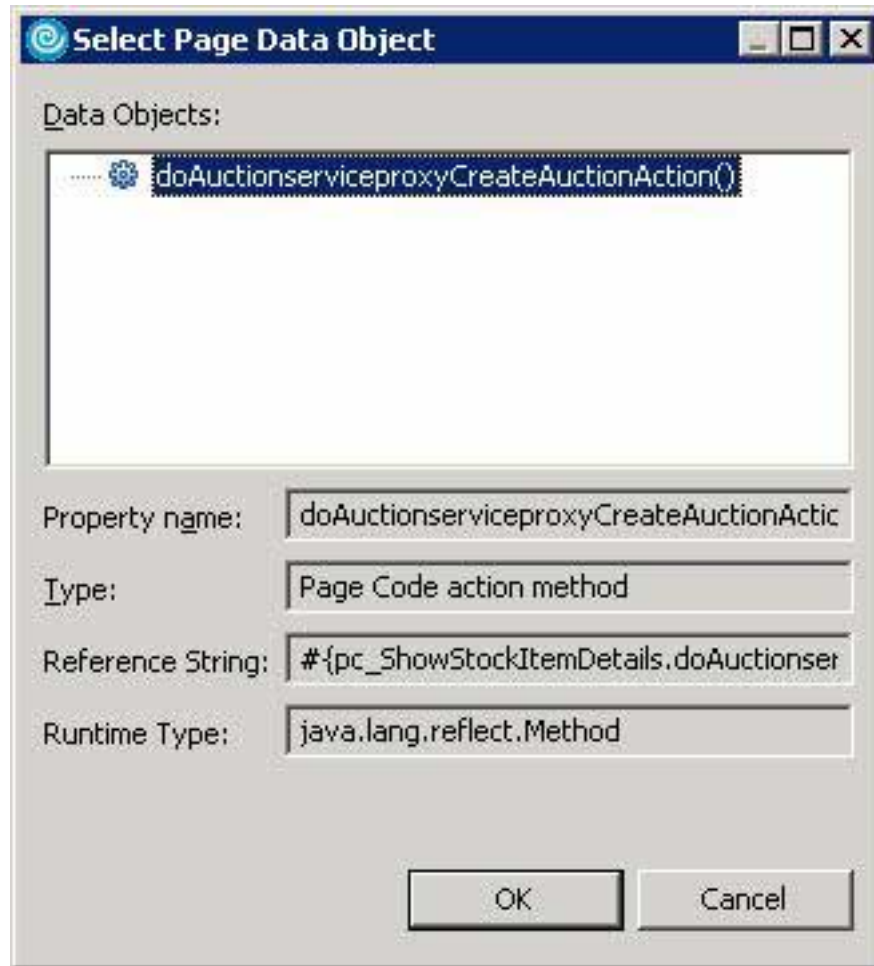 Select Page Data Object
Data Objects:
doAuctionserviceproxyCreateAuctionAction()
Property name: doAuctionserviceproxyCreateAuctionActic
Type: Page Code action method
Reference String: #{pc_ShowStockItemDetails.doAuctionser
Runtime Type: java.lang.reflect.Method
OK Cancel